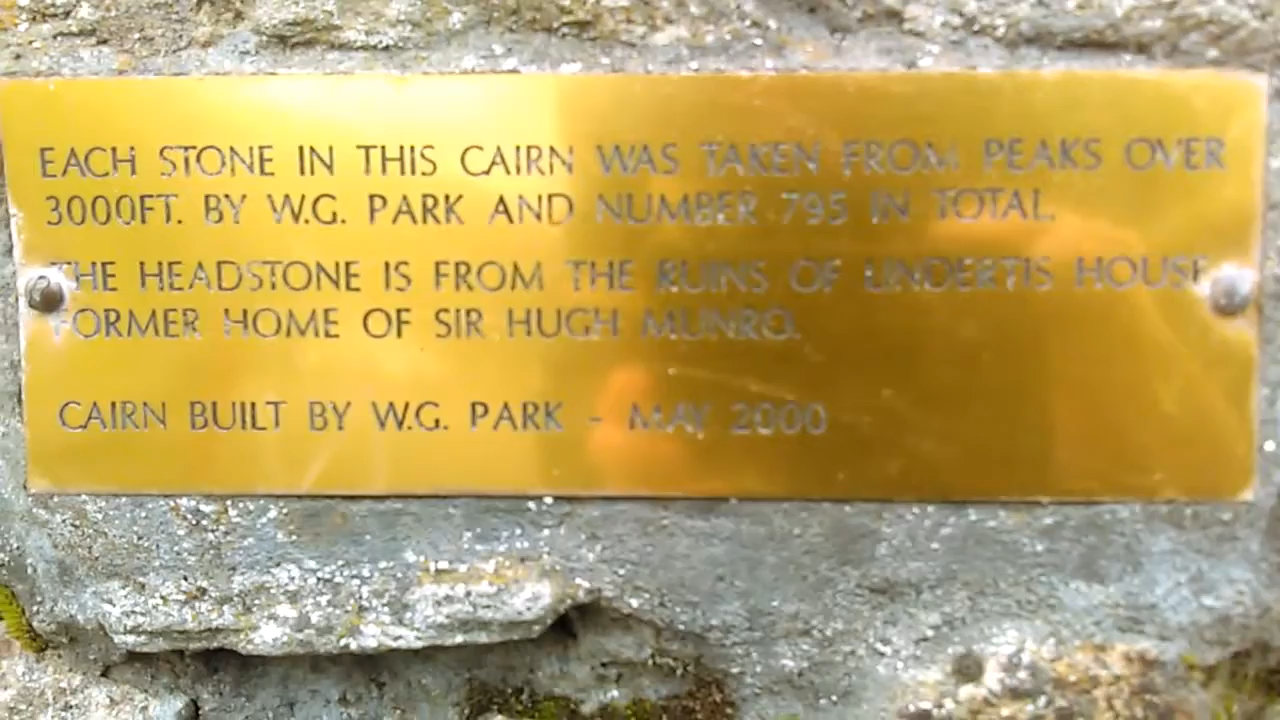 EACH STONE IN THIS CAIRN WAS TAKEN FROM PEAKS OVER
3000FT. BY W.G. PARK AND NUMBER 795 IN TOTAL.
THE HEADSTONE IS FROM THE RUINS OF LINDERTIS HOUSE
FORMER HOME OF SIR HUGH MUNRO.
CAIRN BUILT BY W.G. PARK - MAY 2000